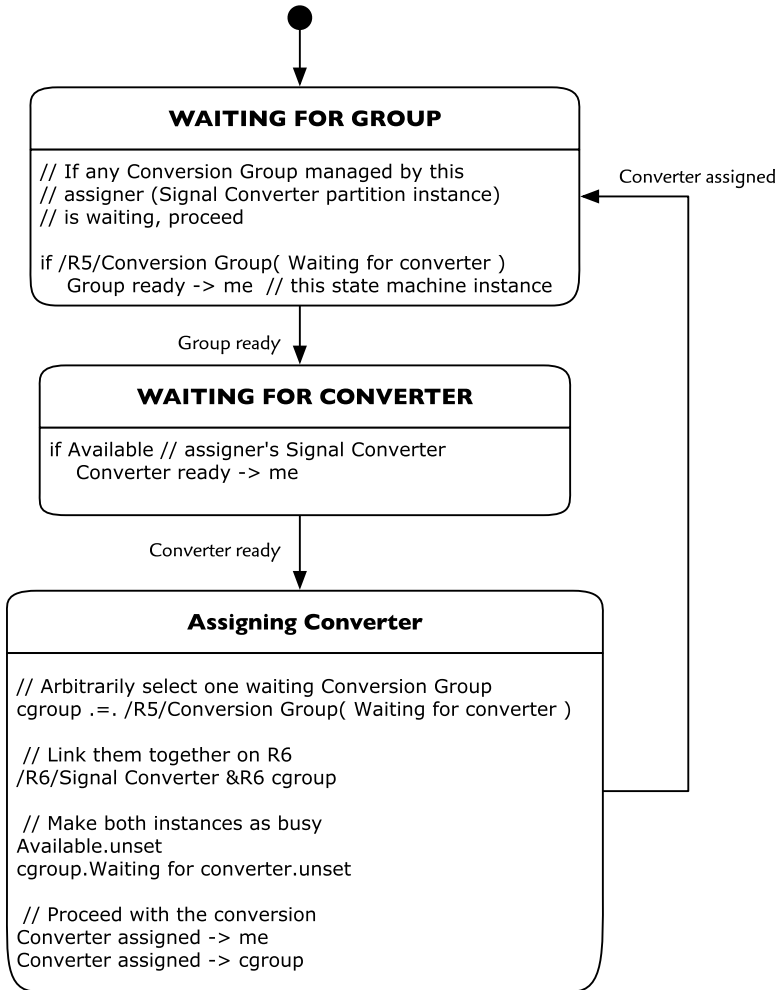 WAITING FOR GROUP
// If any Conversion Group managed by this
// assigner (Signal Converter partition instance)
// is waiting, proceed
if /R5/Conversion Group( Waiting for converter )
Group ready -> me  // this state machine instance
Converter assigned
Group ready
WAITING FOR CONVERTER
if Available // assigner's Signal Converter
Converter ready -> me
Converter ready
Assigning Converter
// Arbitrarily select one waiting Conversion Group
cgroup .=. /R5/Conversion Group( Waiting for converter )
// Link them together on R6
/R6/Signal Converter &R6 cgroup
// Make both instances as busy
Available.unset
cgroup.Waiting for converter.unset
// Proceed with the conversion
Converter assigned -> me
Converter assigned -> cgroup